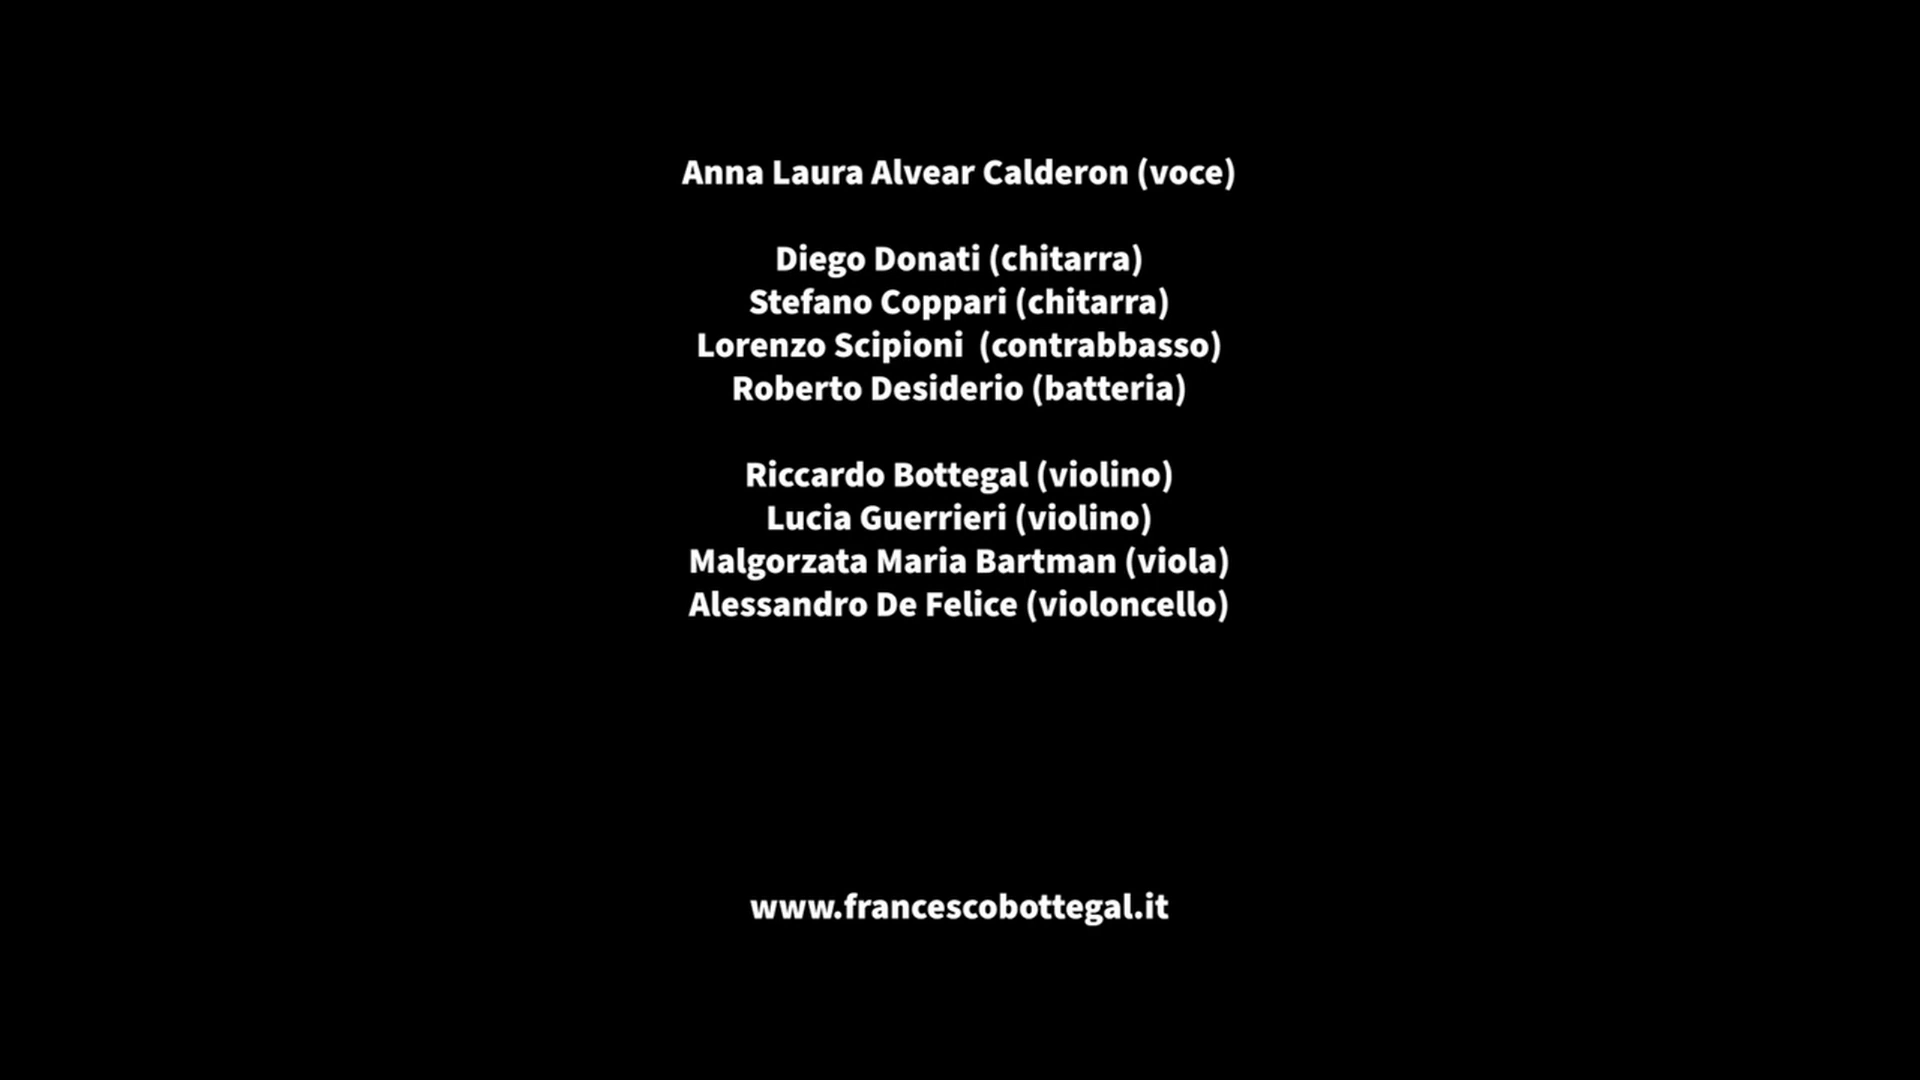 Anna Laura Alvear Calderon (voce)
Diego Donati (chitarra)
Stefano Coppari (chitarra)
Lorenzo Scipioni  (contrabbasso)
Roberto Desiderio (batteria)
Riccardo Bottegal (violino)
Lucia Guerrieri (violino)
Malgorzata Maria Bartman (viola)
Alessandro De Felice (violoncello)
www.francescobottegal.it